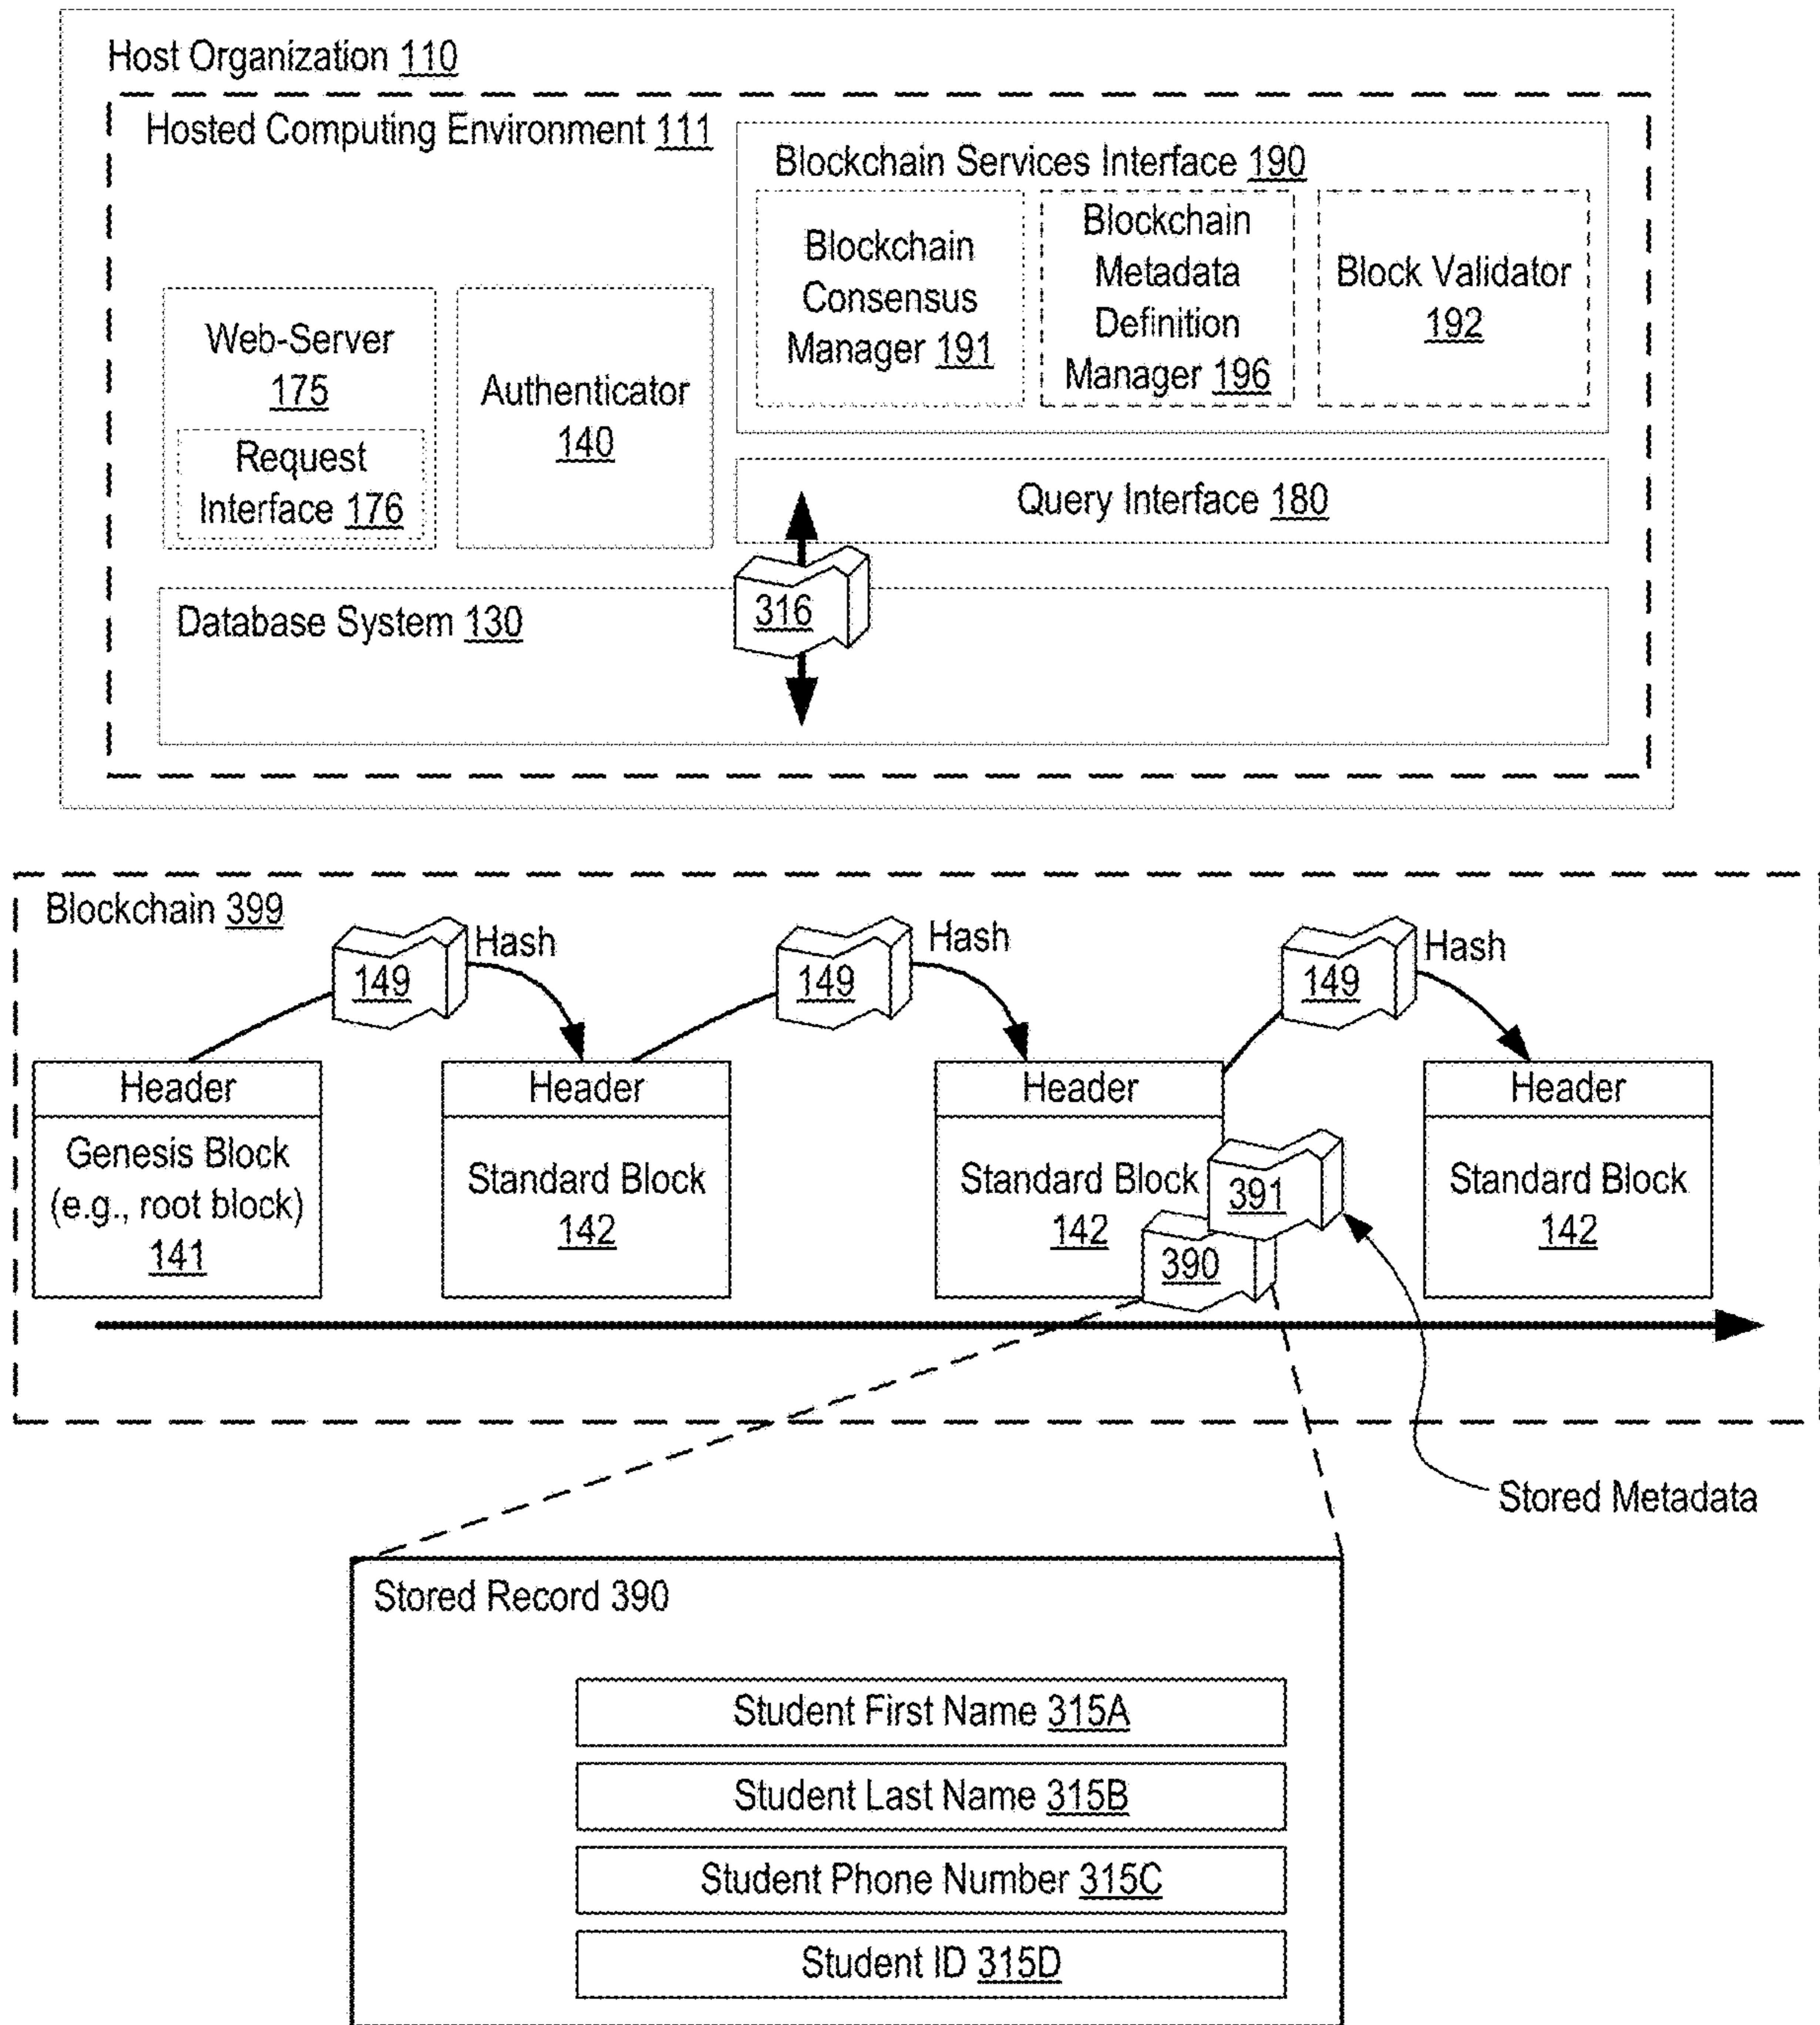 Host Organization 110
Hosted Computing Environment 111
Blockchain Services Interface 190
Blockchain
Consensus
Manager 191
Blockchain
Metadata
Definition
Manager 196
Block Validator
192
Web-Server
175
Request
Interface 176
Authenticator
140
Query Interface 180
316
Database System 130
Blockchain 399
149
Hash
149
Hash
149
Hash
Header
Genesis Block
(e.g., root block)
141
Header
Standard Block
142
Header
Standard Block
142
391
390
Header
Standard Block
142
Stored Metadata
Stored Record 390
Student First Name 315A
Student Last Name 315B
Student Phone Number 315C
Student ID 315D